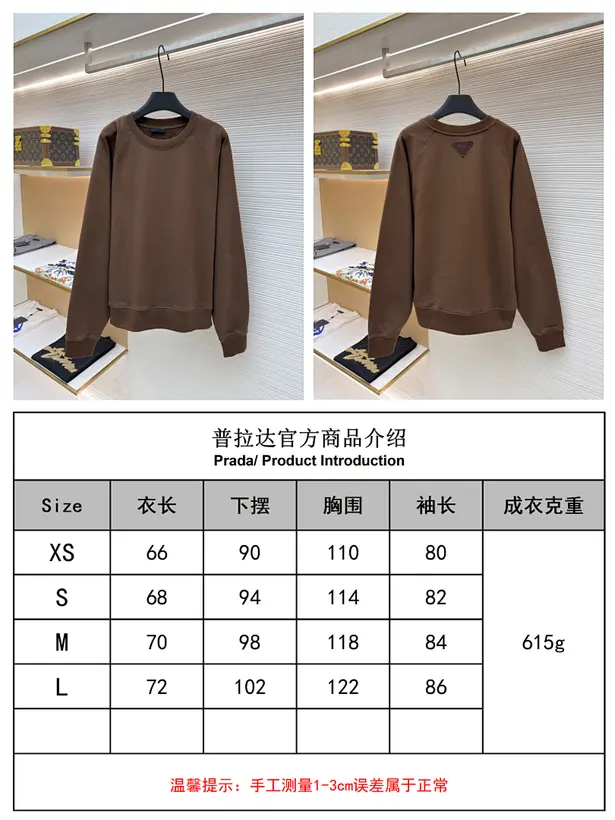 普拉达官方商品介绍
Prada/ Product Introduction
Size 衣长 下摆 胸围 袖长 成衣克重
XS 66 90 110 80
S 68 94 114 82
M 70 98 118 84
L 72 102 122 86
615g
温馨提示：手工测量1-3cm误差属于正常